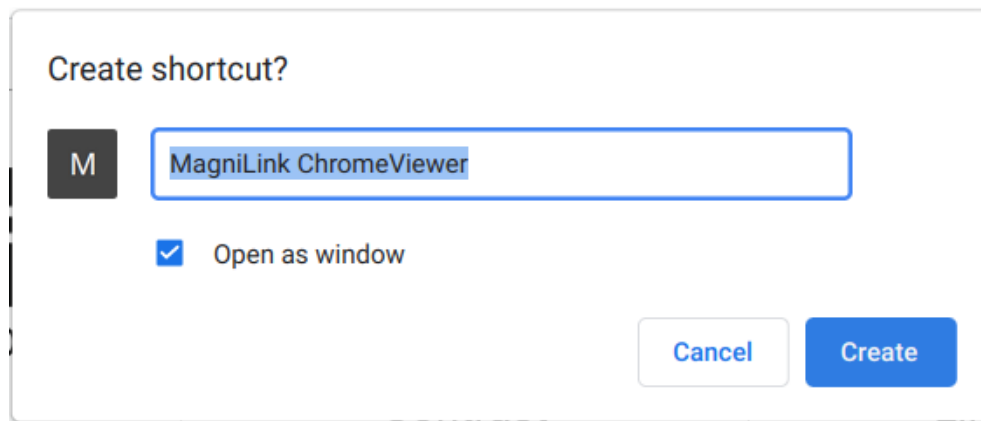 Create shortcut?
M
MagniLink ChromeViewer
Open as window
Cancel
Create